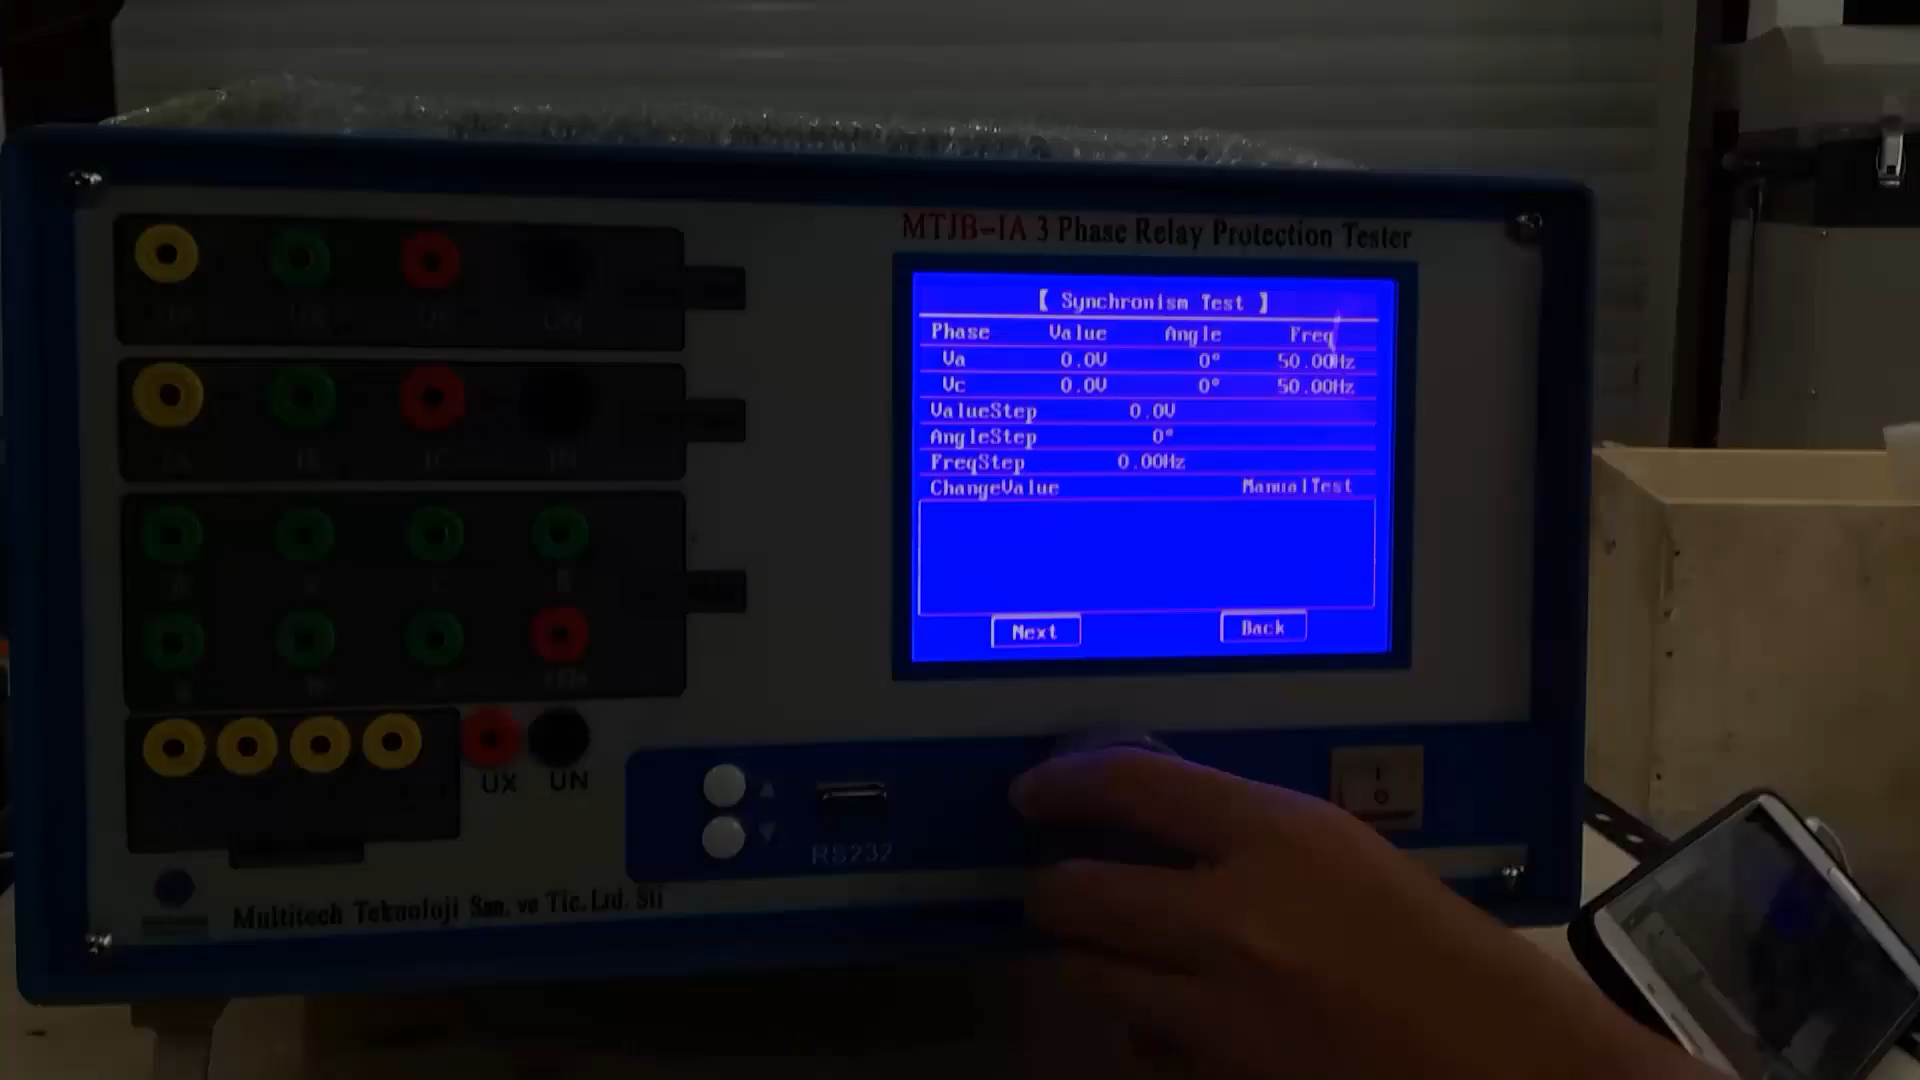 MTJB-IA 3 Phase Relay Protection Tester
【 Synchronism Test 】
Phase Value Angle Freq
Va 0.0V 0° 50.00Hz
Vc 0.0V 0° 50.00Hz
ValueStep 0.0V
AngleStep 0°
FreqStep 0.00Hz
ChangeValue ManualTest
Next Back
UX UN
RS232
Multitech Teknoloji San. ve Tic. Ltd. Sti